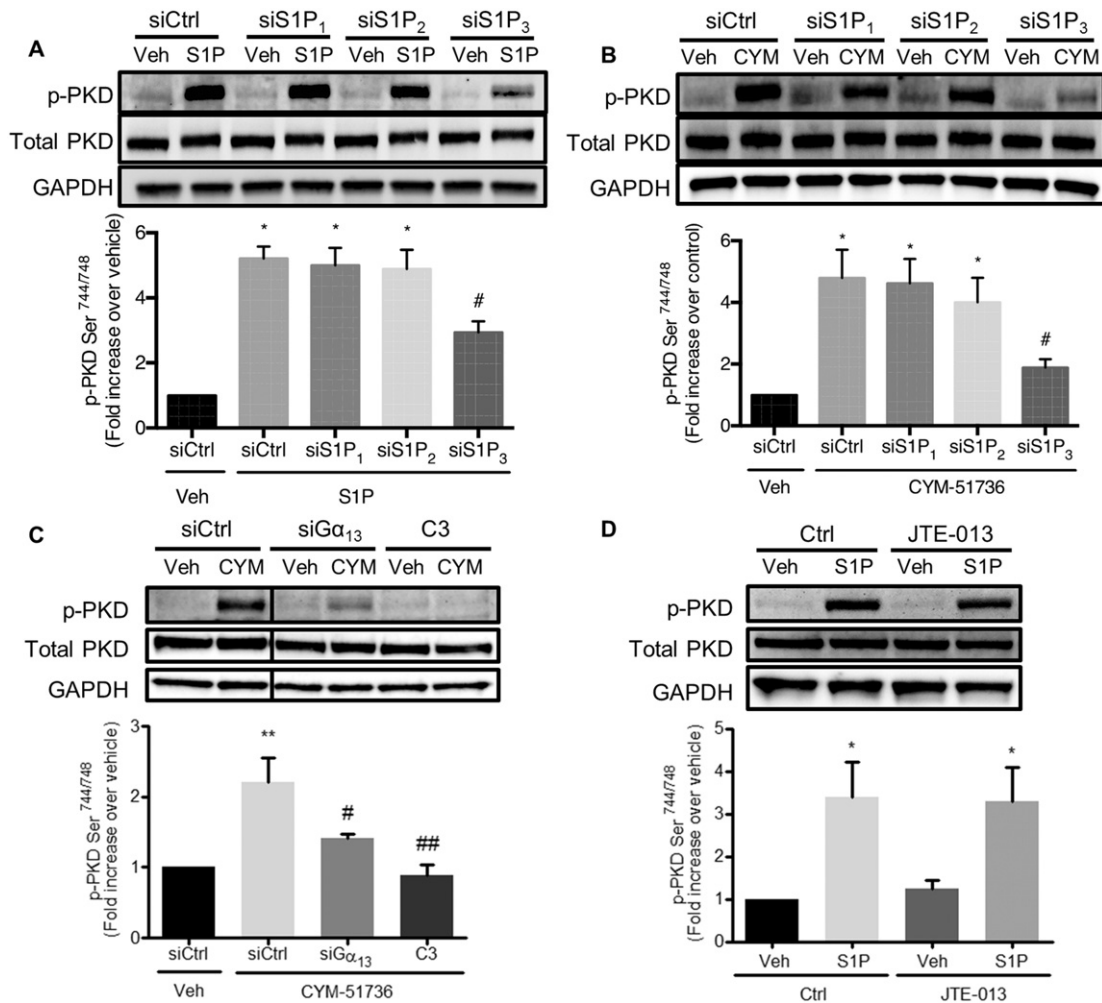 A
siCtrl siS1P₁ siS1P₂ siS1P₃
Veh S1P Veh S1P Veh S1P Veh S1P
p-PKD
Total PKD
GAPDH
p-PKD Ser 744/748
(Fold increase over vehicle)
6
4
2
0
* * * #
siCtrl siCtrl siS1P₁ siS1P₂ siS1P₃
Veh S1P
B
siCtrl siS1P₁ siS1P₂ siS1P₃
Veh CYM Veh CYM Veh CYM Veh CYM
p-PKD
Total PKD
GAPDH
p-PKD Ser 744/748
(Fold increase over control)
6
4
2
0
* * * #
siCtrl siCtrl siS1P₁ siS1P₂ siS1P₃
Veh CYM-51736
C
siCtrl siGα₁₃ C3
Veh CYM Veh CYM Veh CYM
p-PKD
Total PKD
GAPDH
p-PKD Ser 744/748
(Fold increase over vehicle)
3
2
1
0
** # ##
siCtrl siCtrl siGα₁₃ C3
Veh CYM-51736
D
Ctrl JTE-013
Veh S1P Veh S1P
p-PKD
Total PKD
GAPDH
p-PKD Ser 744/748
(Fold increase over vehicle)
5
4
3
2
1
0
* *
Veh S1P Veh S1P
Ctrl JTE-013